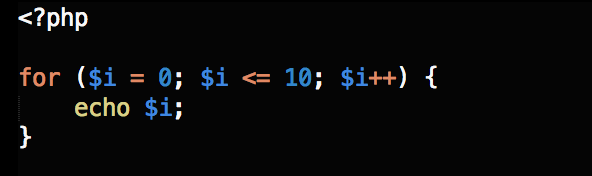 <?php
for ($i = 0; $i <= 10; $i++) {
    echo $i;
}